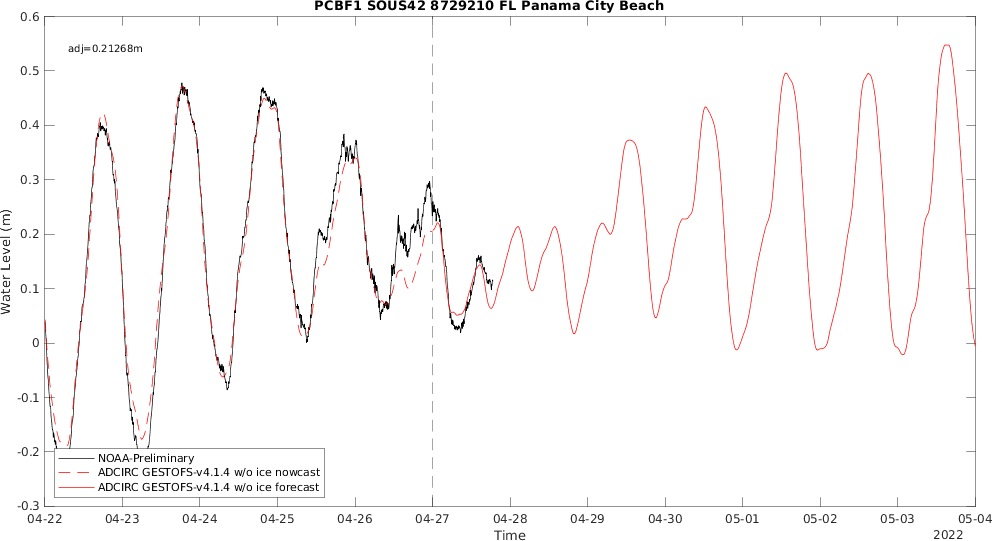 PCBF1 SOUS42 8729210 FL Panama City Beach
adj=0.21268m
Water Level (m)
0.6
0.5
0.4
0.3
0.2
0.1
0
-0.1
-0.2
-0.3
NOAA-Preliminary
ADCIRC GESTOFS-v4.1.4 w/o ice nowcast
ADCIRC GESTOFS-v4.1.4 w/o ice forecast
04-22 04-23 04-24 04-25 04-26 04-27 04-28 04-29 04-30 05-01 05-02 05-03 05-04
Time
2022